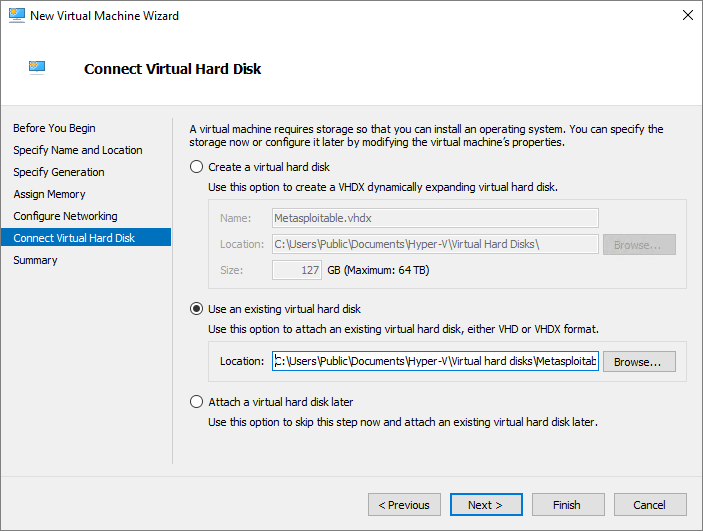 New Virtual Machine Wizard
Connect Virtual Hard Disk
Before You Begin
Specify Name and Location
Specify Generation
Assign Memory
Configure Networking
Connect Virtual Hard Disk
Summary
A virtual machine requires storage so that you can install an operating system. You can specify the
storage now or configure it later by modifying the virtual machine's properties.
Create a virtual hard disk
Use this option to create a VHDX dynamically expanding virtual hard disk.
Name: Metasploitable.vhdx
Location: C:\Users\Public\Documents\Hyper-V\Virtual Hard Disks\ Browse...
Size: 127 GB (Maximum: 64 TB)
Use an existing virtual hard disk
Use this option to attach an existing virtual hard disk, either VHD or VHDX format.
Location: C:\Users\Public\Documents\Hyper-V\Virtual hard disks\Metasploitab Browse...
Attach a virtual hard disk later
Use this option to skip this step now and attach an existing virtual hard disk later.
< Previous Next > Finish Cancel